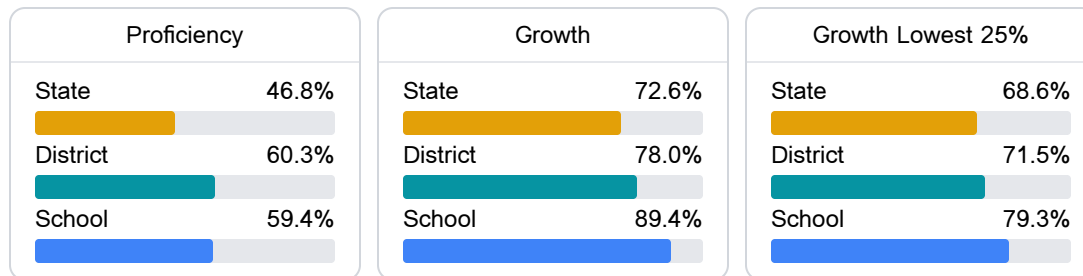 Proficiency
State 46.8%
District 60.3%
School 59.4%
Growth
State 72.6%
District 78.0%
School 89.4%
Growth Lowest 25%
State 68.6%
District 71.5%
School 79.3%